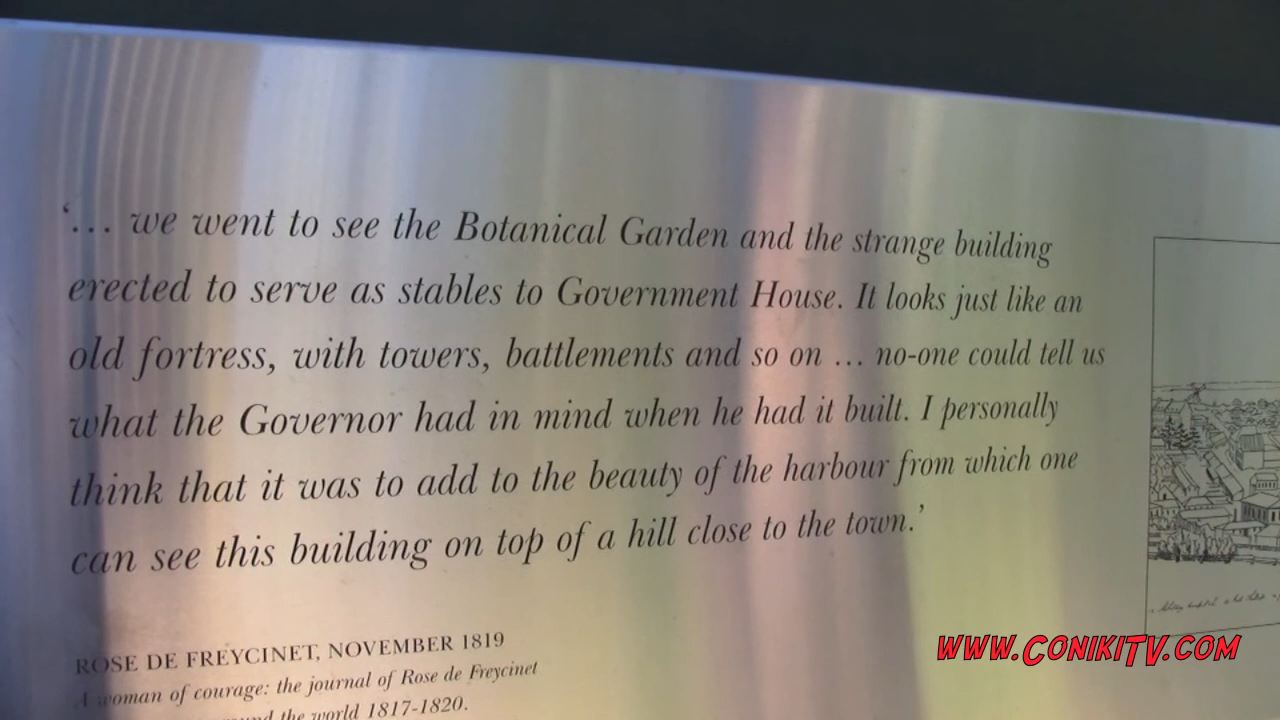 ‘... we went to see the Botanical Garden and the strange building
erected to serve as stables to Government House. It looks just like an
old fortress, with towers, battlements and so on ... no-one could tell us
what the Governor had in mind when he had it built. I personally
think that it was to add to the beauty of the harbour from which one
can see this building on top of a hill close to the town.’
ROSE DE FREYCINET, NOVEMBER 1819
A woman of courage: the journal of Rose de Freycinet
the world 1817-1820.
WWW.CONIKITV.COM